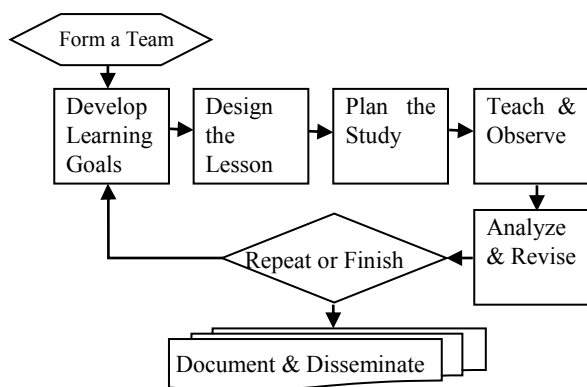 Form a Team
Develop
Learning
Goals
Design
the
Lesson
Plan the
Study
Teach &
Observe
Analyze
& Revise
Repeat or Finish
Document & Disseminate